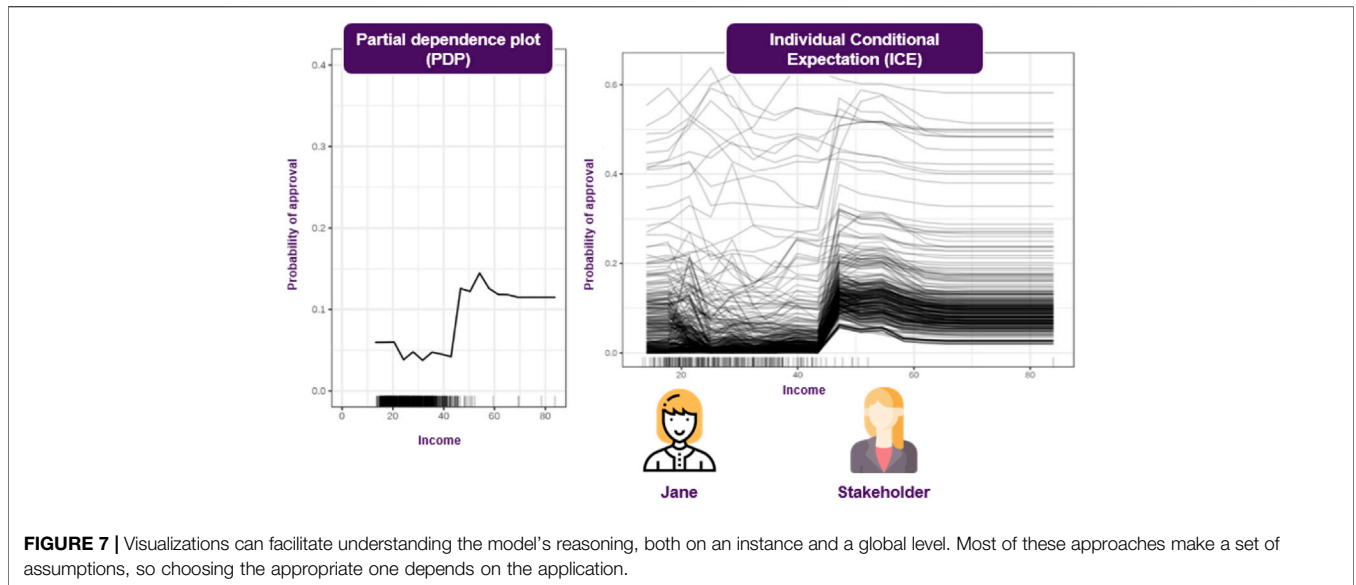 Partial dependence plot
(PDP)
Probability of approval
0.4
0.3
0.2
0.1
0.0
0 20 40 60 80
Income
Individual Conditional
Expectation (ICE)
Probability of approval
0.6
0.4
0.2
0.0
20 40 60 80
Income
Jane
Stakeholder
FIGURE 7 | Visualizations can facilitate understanding the model's reasoning, both on an instance and a global level. Most of these approaches make a set of
assumptions, so choosing the appropriate one depends on the application.